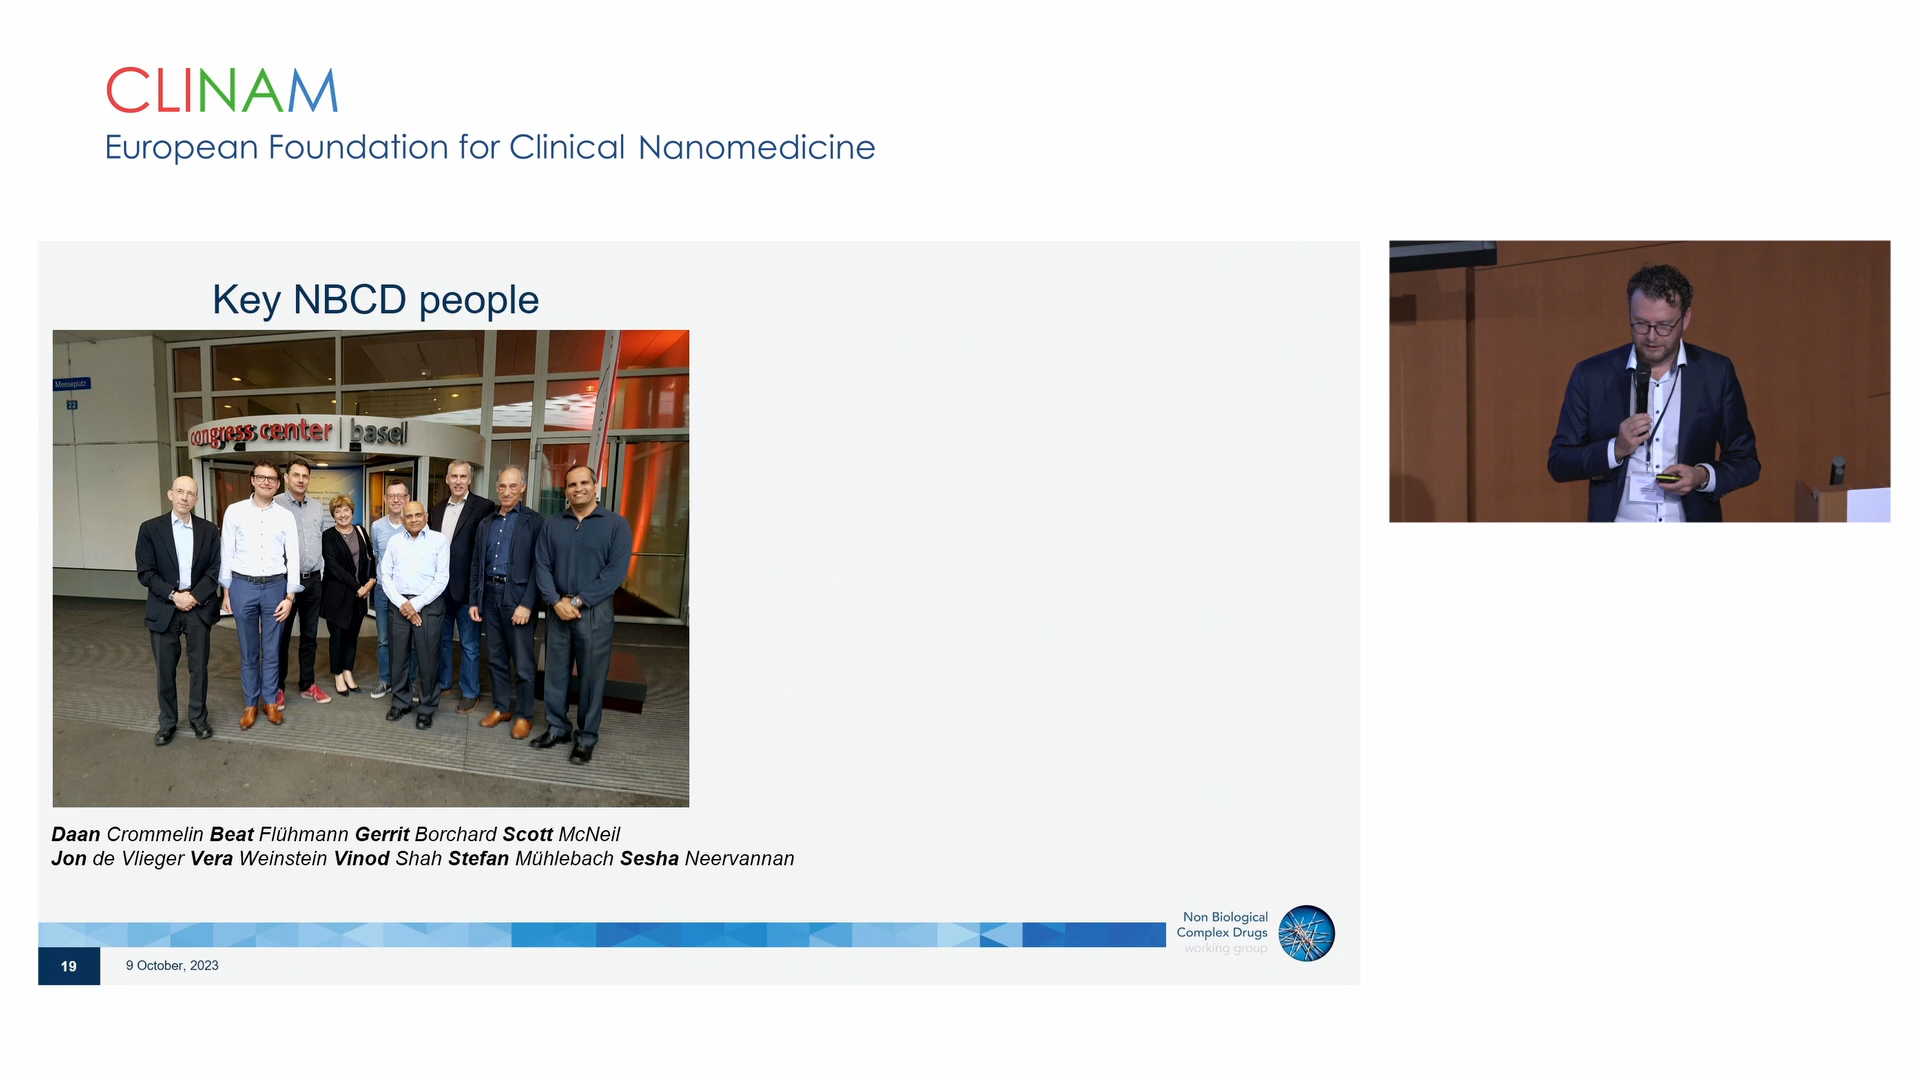 CLINAM
European Foundation for Clinical Nanomedicine
Key NBCD people
Messeplatz
22
congress center | basel
Daan Crommelin Beat Flühmann Gerrit Borchard Scott McNeil
Jon de Vlieger Vera Weinstein Vinod Shah Stefan Mühlebach Sesha Neervannan
Non Biological
Complex Drugs
working group
19
9 October, 2023